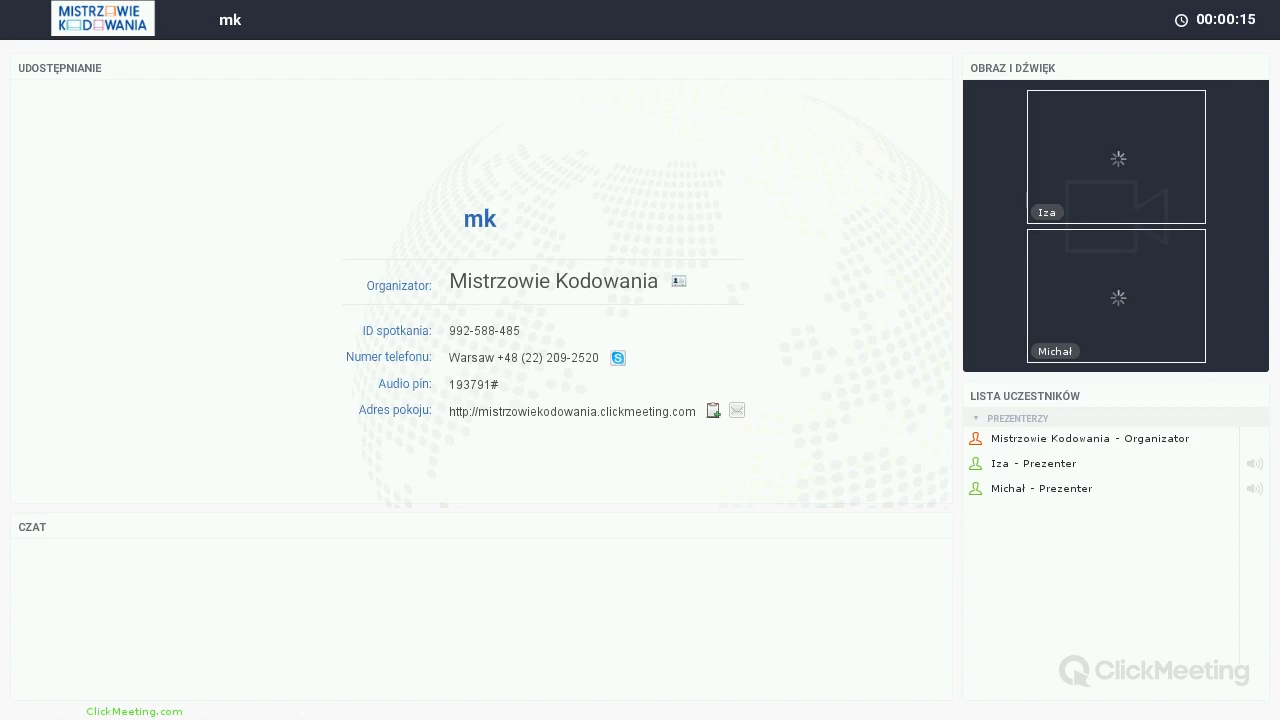 MISTRZOWIE
KODOWANIA
mk
00:00:15
UDOSTĘPNIANIE
mk
Organizator: Mistrzowie Kodowania
ID spotkania: 992-588-485
Numer telefonu: Warsaw +48 (22) 209-2520
Audio pin: 193791#
Adres pokoju: http://mistrzowiekodowania.clickmeeting.com
CZAT
OBRAZ I DŹWIĘK
Iza
Michał
LISTA UCZESTNIKÓW
PREZENTERZY
Mistrzowie Kodowania - Organizator
Iza - Prezenter
Michał - Prezenter
ClickMeeting
ClickMeeting.com